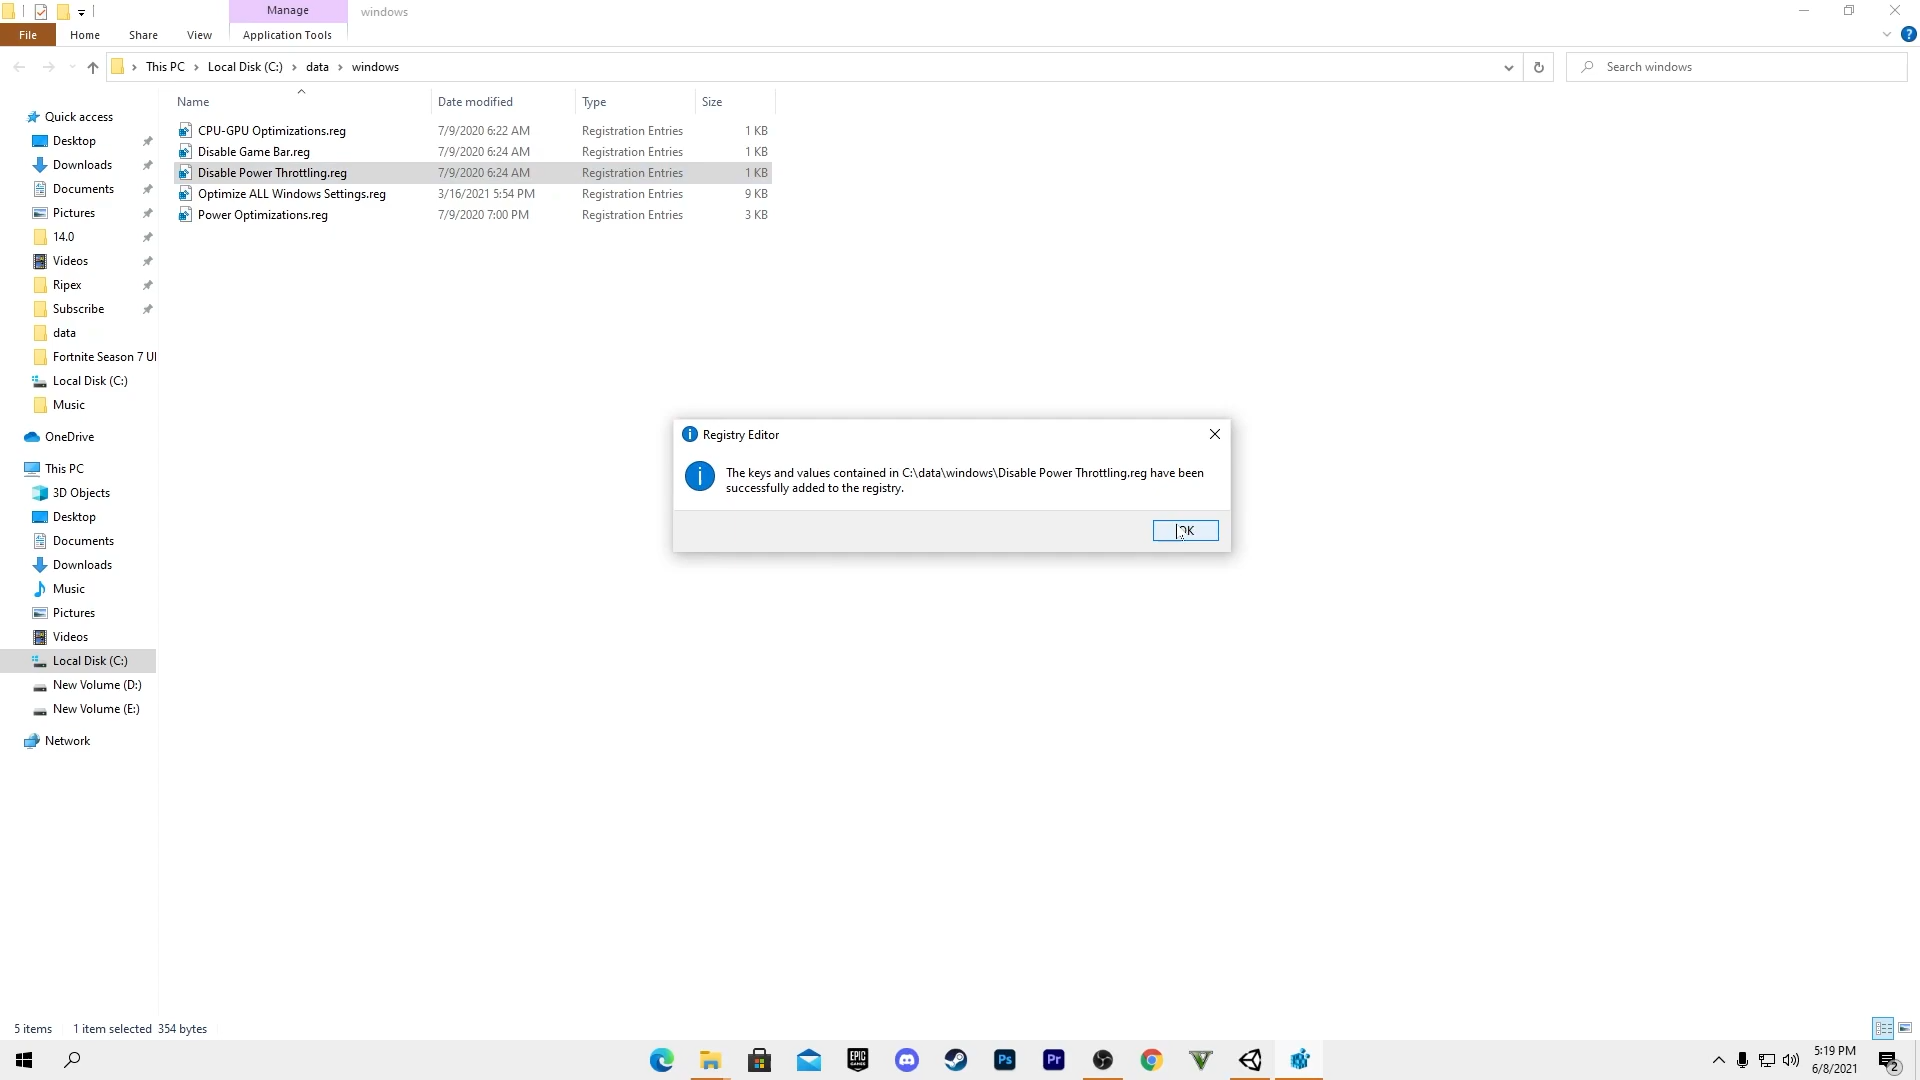 Manage
windows
File
Home
Share
View
Application Tools
This PC
Local Disk (C:)
data
windows
Search windows
Name
Date modified
Type
Size
CPU-GPU Optimizations.reg 7/9/2020 6:22 AM Registration Entries 1 KB
Disable Game Bar.reg 7/9/2020 6:24 AM Registration Entries 1 KB
Disable Power Throttling.reg 7/9/2020 6:24 AM Registration Entries 1 KB
Optimize ALL Windows Settings.reg 3/16/2021 5:54 PM Registration Entries 9 KB
Power Optimizations.reg 7/9/2020 7:00 PM Registration Entries 3 KB
Quick access
Desktop
Downloads
Documents
Pictures
14.0
Videos
Ripex
Subscribe
data
Fortnite Season 7 Ul
Local Disk (C:)
Music
OneDrive
This PC
3D Objects
Desktop
Documents
Downloads
Music
Pictures
Videos
Local Disk (C:)
New Volume (D:)
New Volume (E:)
Network
Registry Editor
The keys and values contained in C:\data\windows\Disable Power Throttling.reg have been
successfully added to the registry.
OK
5 items
1 item selected 354 bytes
EPIC
GAMES
Ps
Pr
5:19 PM
6/8/2021
2